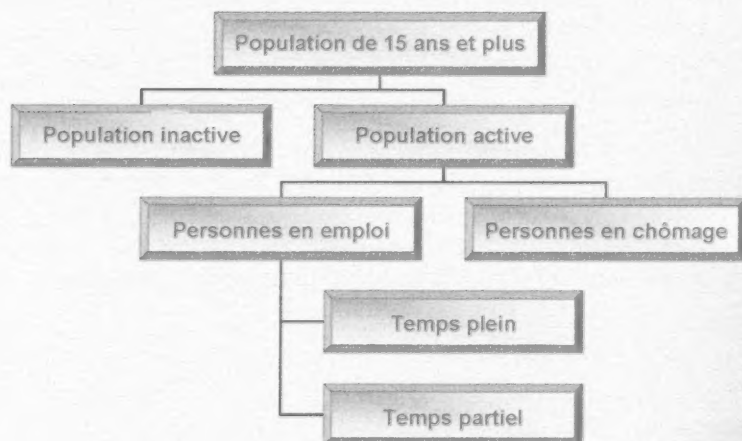 Population de 15 ans et plus
Population inactive
Population active
Personnes en emploi
Personnes en chômage
Temps plein
Temps partiel